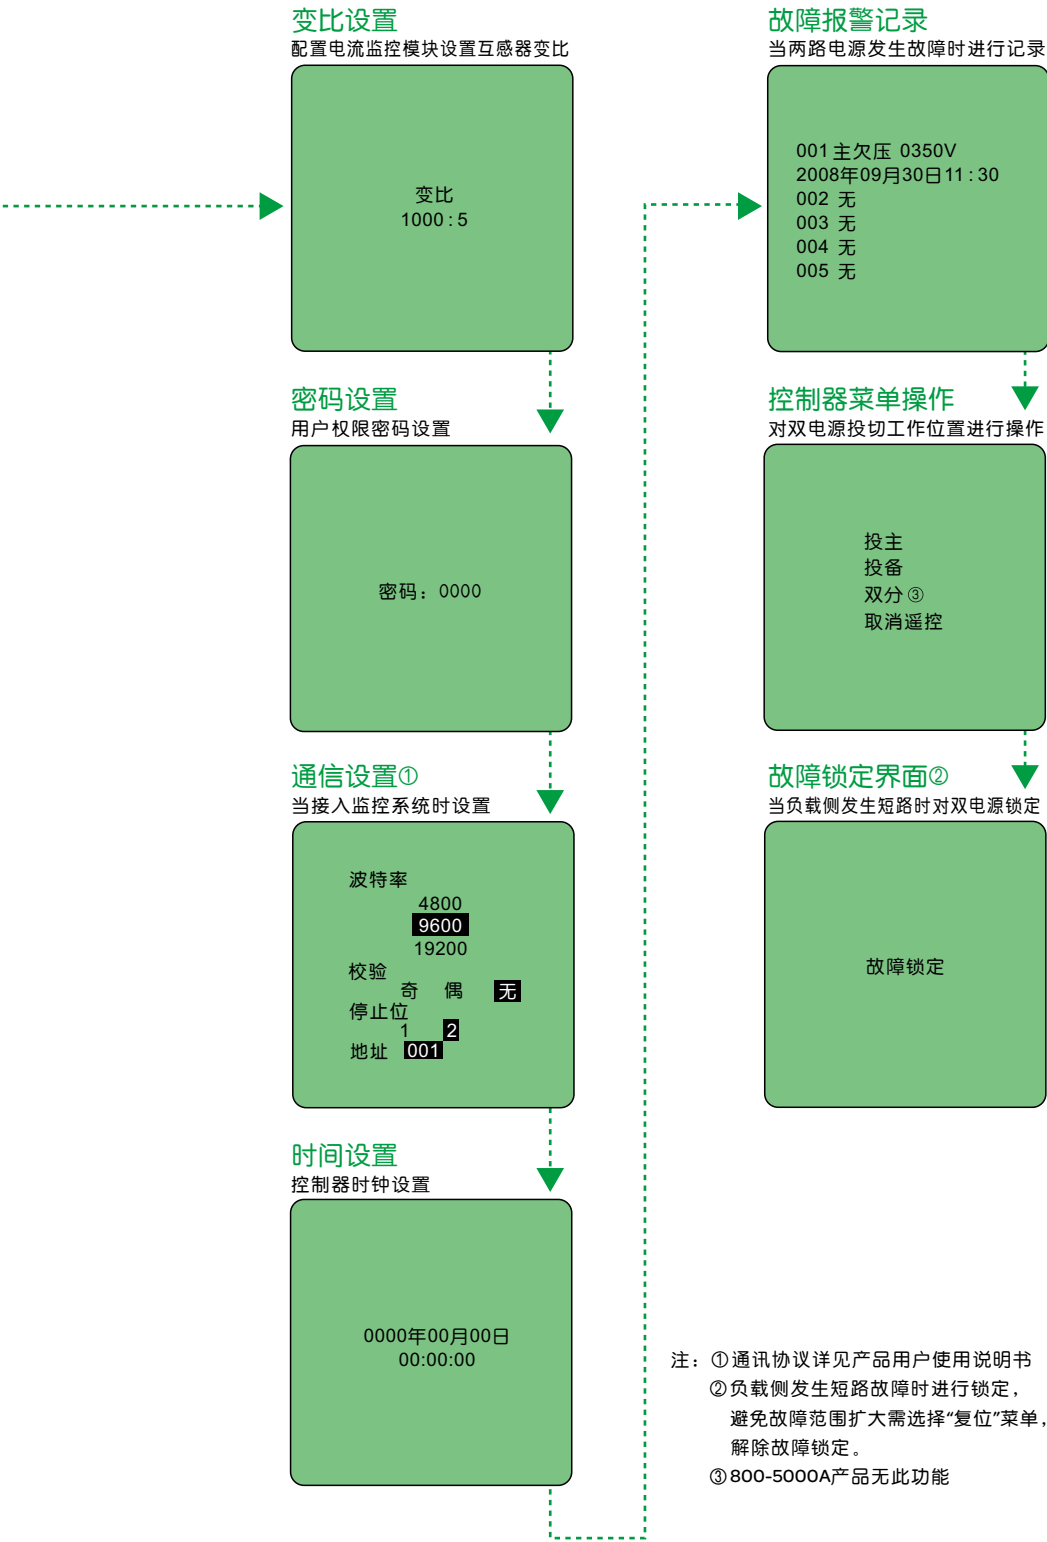 变比设置
配置电流监控模块设置互感器变比
变比
1000 : 5
密码设置
用户权限密码设置
密码：0000
通信设置①
当接入监控系统时设置
波特率
4800
9600
19200
校验
奇 偶 无
停止位
1 2
地址 001
时间设置
控制器时钟设置
0000年00月00日
00:00:00
故障报警记录
当两路电源发生故障时进行记录
001 主欠压 0350V
2008年09月30日11 : 30
002 无
003 无
004 无
005 无
控制器菜单操作
对双电源投切工作位置进行操作
投主
投备
双分③
取消遥控
故障锁定界面②
当负载侧发生短路时对双电源锁定
故障锁定
注：①通讯协议详见产品用户使用说明书
②负载侧发生短路故障时进行锁定，
避免故障范围扩大需选择“复位”菜单，
解除故障锁定。
③800-5000A产品无此功能